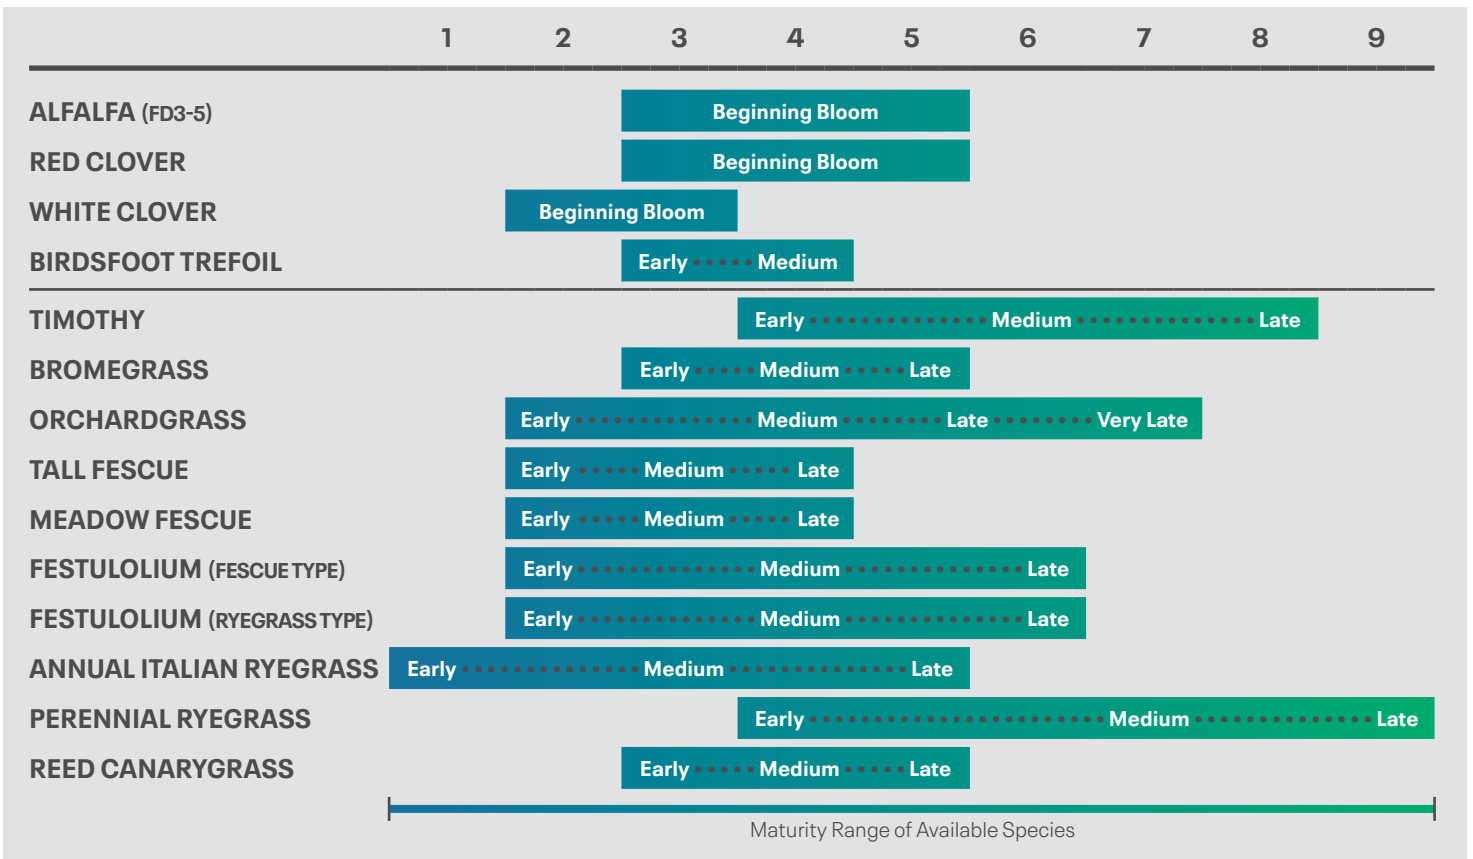 1 2 3 4 5 6 7 8 9
ALFALFA (FD3-5) Beginning Bloom
RED CLOVER Beginning Bloom
WHITE CLOVER Beginning Bloom
BIRDSFOOT TREFOIL Early ····· Medium
TIMOTHY Early ·············· Medium ·············· Late
BROMEGRASS Early ····· Medium ····· Late
ORCHARDGRASS Early ·············· Medium ········ Late ········ Very Late
TALL FESCUE Early ····· Medium ····· Late
MEADOW FESCUE Early ····· Medium ····· Late
FESTULOLIUM (FESCUE TYPE) Early ·············· Medium ·············· Late
FESTULOLIUM (RYEGRASS TYPE) Early ·············· Medium ·············· Late
ANNUAL ITALIAN RYEGRASS Early ·············· Medium ·············· Late
PERENNIAL RYEGRASS Early ······················· Medium ·············· Late
REED CANARYGRASS Early ····· Medium ····· Late
Maturity Range of Available Species